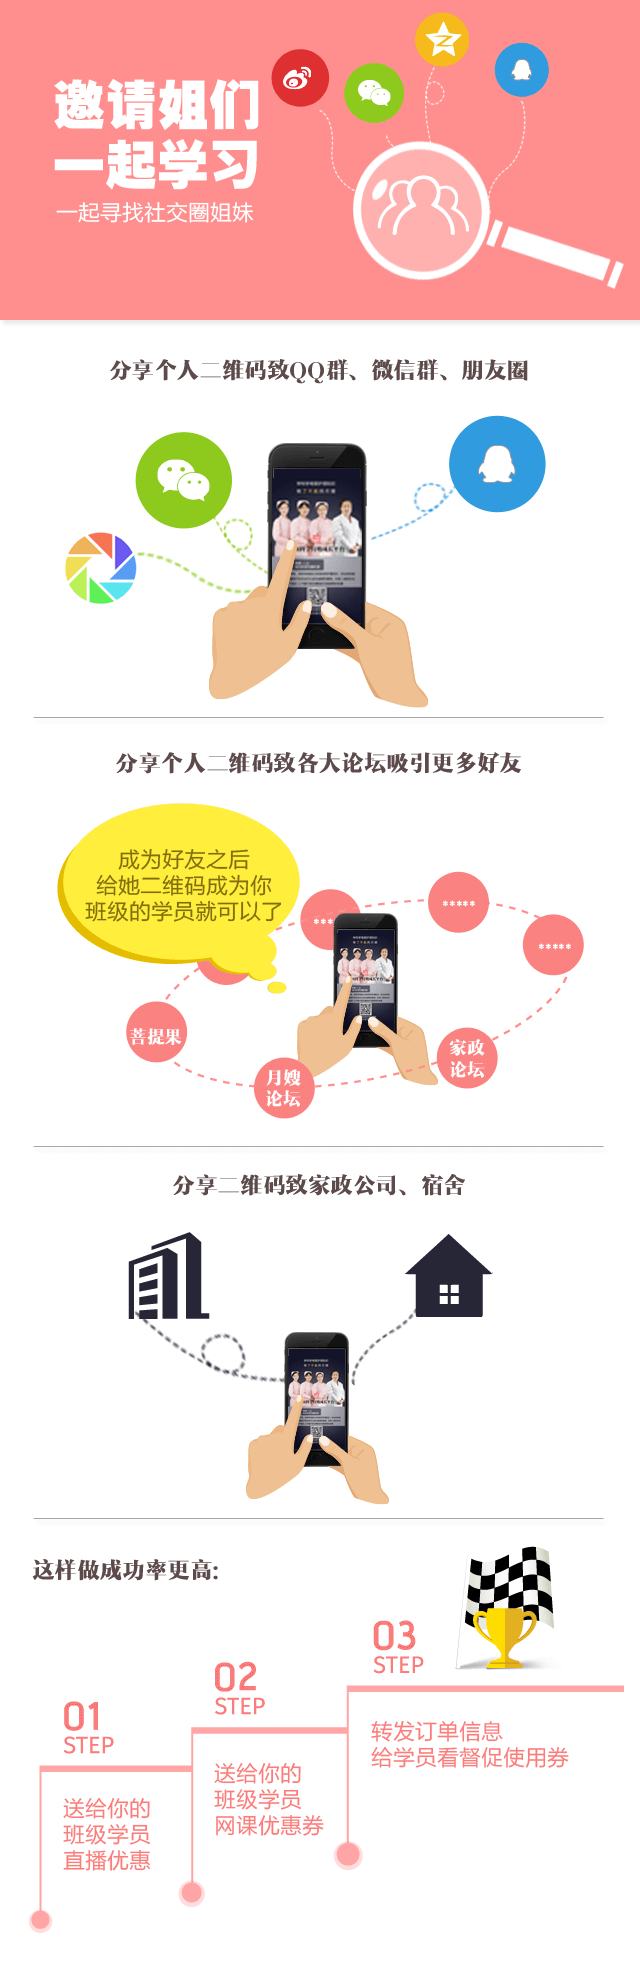 邀请姐们
一起学习
一起寻找社交圈姐妹
分享个人二维码致QQ群、微信群、朋友圈
分享个人二维码致各大论坛吸引更多好友
成为好友之后
给她二维码成为你
班级的学员就可以了
*****
*****
菩提果
月嫂
论坛
家政
论坛
分享二维码致家政公司、宿舍
这样做成功率更高:
01
STEP
送给你的
班级学员
直播优惠
02
STEP
送给你的
班级学员
网课优惠券
03
STEP
转发订单信息
给学员看督促使用券